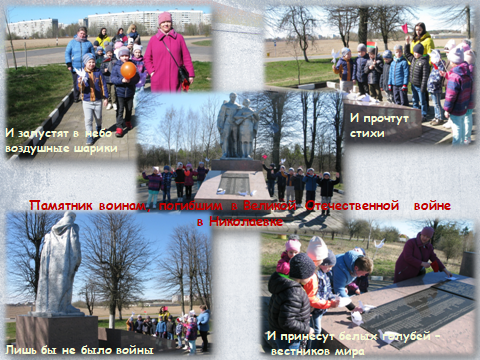 И запустят в небо
воздушные шарики
И прочтут
стихи
Памятник воинам, погибшим в Великой Отечественной войне
в Николаевке
Лишь бы не было войны
И принесут белых голубей –
вестников мира